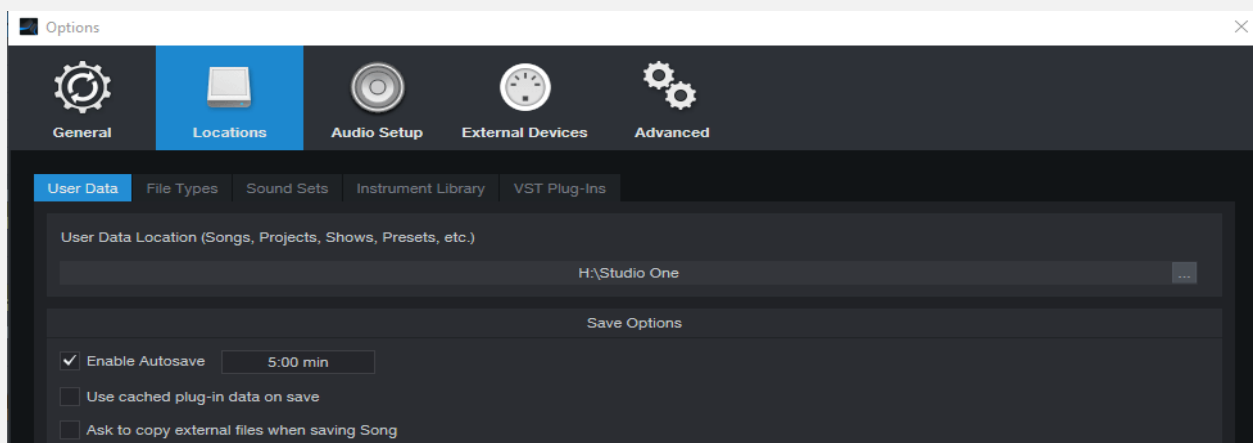 Options
General Locations Audio Setup External Devices Advanced
User Data File Types Sound Sets Instrument Library VST Plug-Ins
User Data Location (Songs, Projects, Shows, Presets, etc.)
H:\Studio One ...
Save Options
Enable Autosave 5:00 min
Use cached plug-in data on save
Ask to copy external files when saving Song